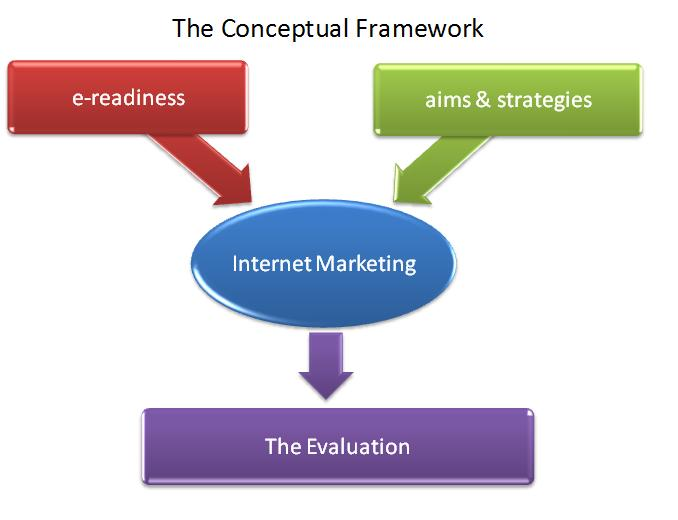 The Conceptual Framework
e-readiness
aims & strategies
Internet Marketing
The Evaluation